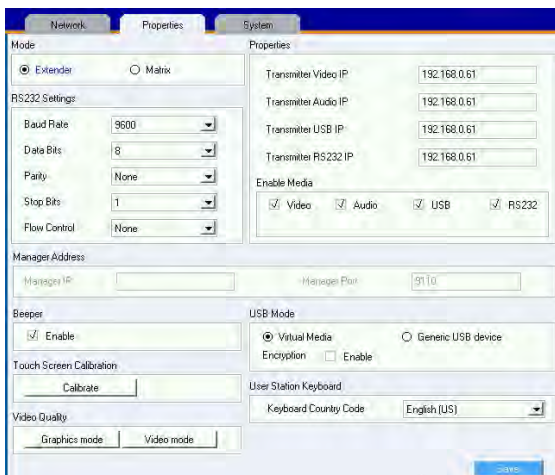 Network Properties System
Mode
Extender Matrix
RS232 Settings
Baud Rate 9600
Data Bits 8
Parity None
Stop Bits 1
Flow Control None
Properties
Transmitter Video IP 192.168.0.61
Transmitter Audio IP 192.168.0.61
Transmitter USB IP 192.168.0.61
Transmitter RS232 IP 192.168.0.61
Enable Media
Video Audio USB RS232
Manager Address
Manager IP Manager Port 9110
Beeper
Enable
Touch Screen Calibration
Calibrate
Video Quality
Graphics mode Video mode
USB Mode
Virtual Media Generic USB device
Encryption Enable
User Station Keyboard
Keyboard Country Code English (US)
Save